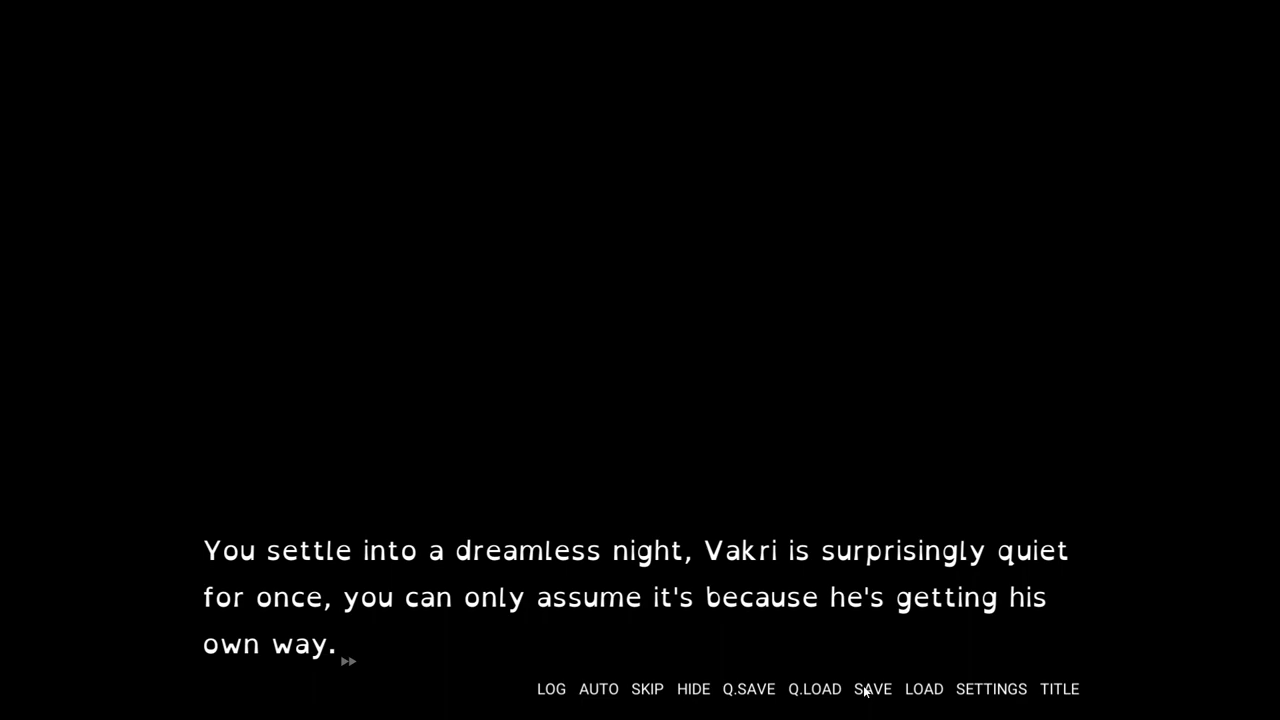 You settle into a dreamless night, Vakri is surprisingly quiet
for once, you can only assume it's because he's getting his
own way.
LOG AUTO SKIP HIDE Q.SAVE Q.LOAD SAVE LOAD SETTINGS TITLE